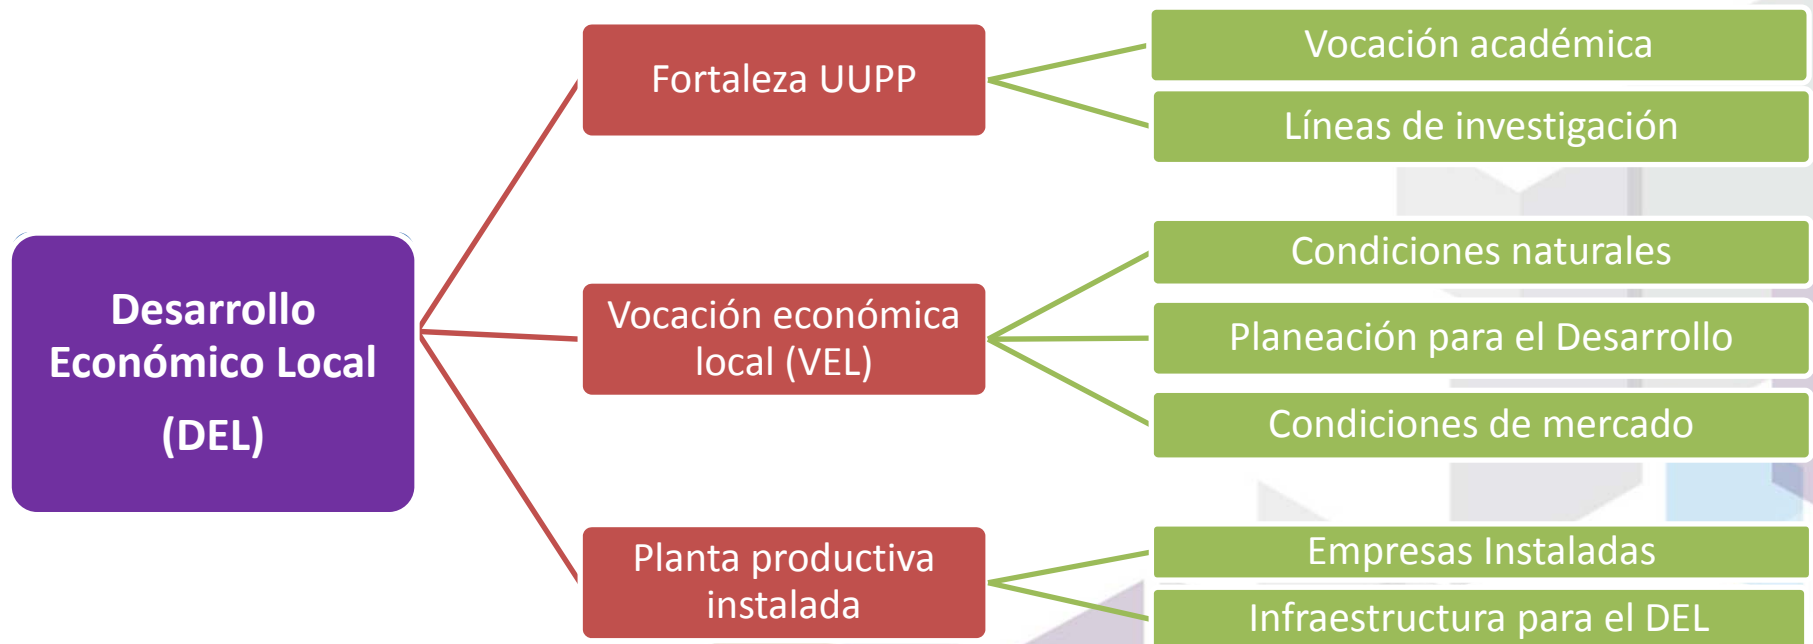 Desarrollo
Económico Local
(DEL)
Fortaleza UUPP
Vocación académica
Líneas de investigación
Vocación económica
local (VEL)
Condiciones naturales
Planeación para el Desarrollo
Condiciones de mercado
Planta productiva
instalada
Empresas Instaladas
Infraestructura para el DEL